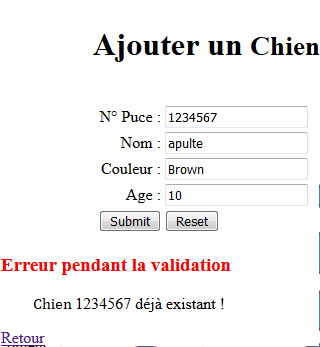 Ajouter un Chien
N° Puce : 1234567
Nom : apulte
Couleur : Brown
Age : 10
Submit Reset
Erreur pendant la validation
Chien 1234567 déjà existant !
Retour